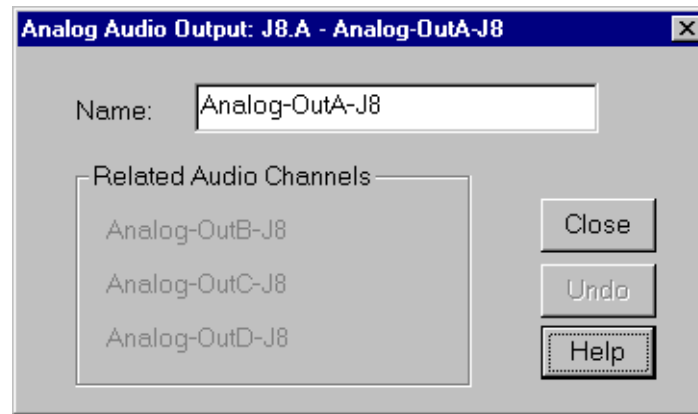 Analog Audio Output: J8.A - Analog-OutA-J8
Name: Analog-OutA-J8
Related Audio Channels
Analog-OutB-J8
Analog-OutC-J8
Analog-OutD-J8
Close
Undo
Help